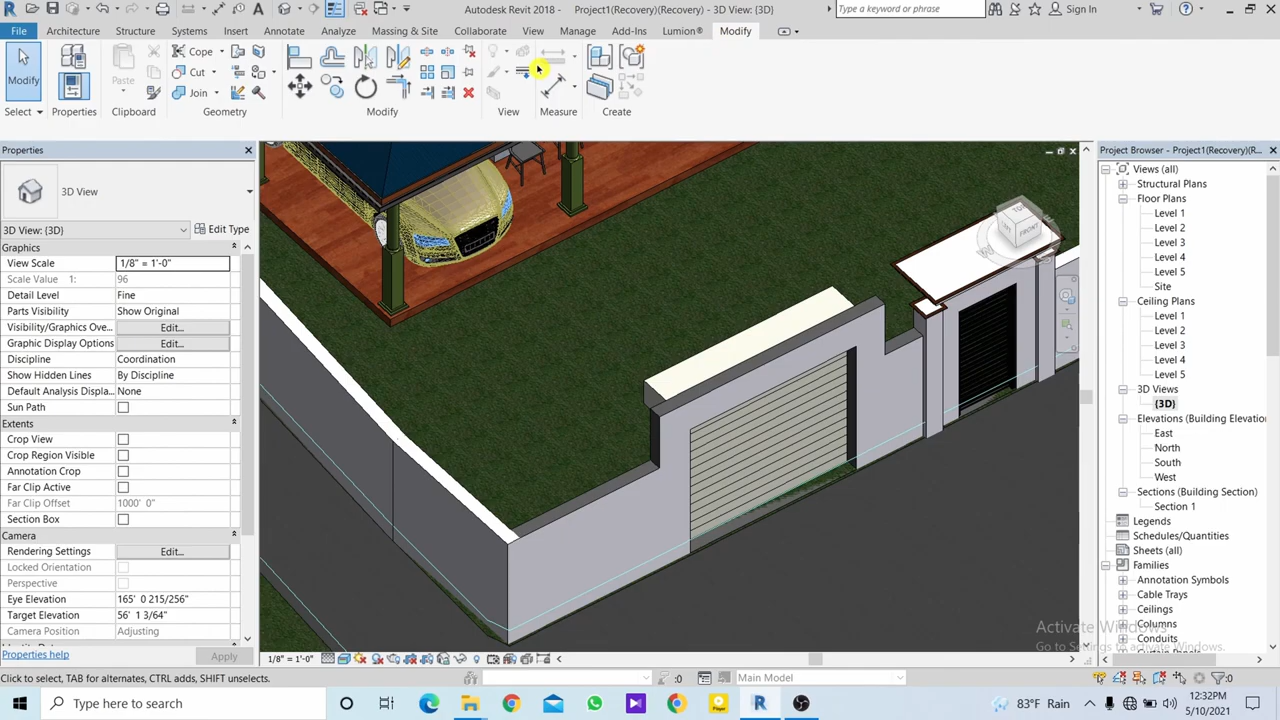 Autodesk Revit 2018 - Project1(Recovery)(Recovery) - 3D View: {3D}
Type a keyword or phrase
Sign In
File Architecture Structure Systems Insert Annotate Analyze Massing & Site Collaborate View Manage Add-Ins Lumion® Modify
Modify
Properties
Paste
Cope
Cut
Join
Select Properties Clipboard Geometry Modify View Measure Create
Properties
3D View
3D View: {3D}
Edit Type
Graphics
View Scale 1/8" = 1'-0"
Scale Value 1: 96
Detail Level Fine
Parts Visibility Show Original
Visibility/Graphics Ove... Edit...
Graphic Display Options Edit...
Discipline Coordination
Show Hidden Lines By Discipline
Default Analysis Displa... None
Sun Path
Extents
Crop View
Crop Region Visible
Annotation Crop
Far Clip Active
Far Clip Offset 1000' 0"
Section Box
Camera
Rendering Settings Edit...
Locked Orientation
Perspective
Eye Elevation 165' 0 215/256"
Target Elevation 56' 1 3/64"
Camera Position Adjusting
Properties help
Apply
FRONT
Project Browser - Project1(Recovery)(R...
Views (all)
Structural Plans
Floor Plans
Level 1
Level 2
Level 3
Level 4
Level 5
Site
Ceiling Plans
Level 1
Level 2
Level 3
Level 4
Level 5
3D Views
{3D}
Elevations (Building Elevation
East
North
South
West
Sections (Building Section)
Section 1
Legends
Schedules/Quantities
Sheets (all)
Families
Annotation Symbols
Cable Trays
Ceilings
Columns
Conduits
Activate Windows
Go to Settings to activate Windows.
1/8" = 1'-0"
Click to select, TAB for alternates, CTRL adds, SHIFT unselects.
:0
Main Model
:0
Type here to search
83°F Rain
12:32PM
5/10/2021